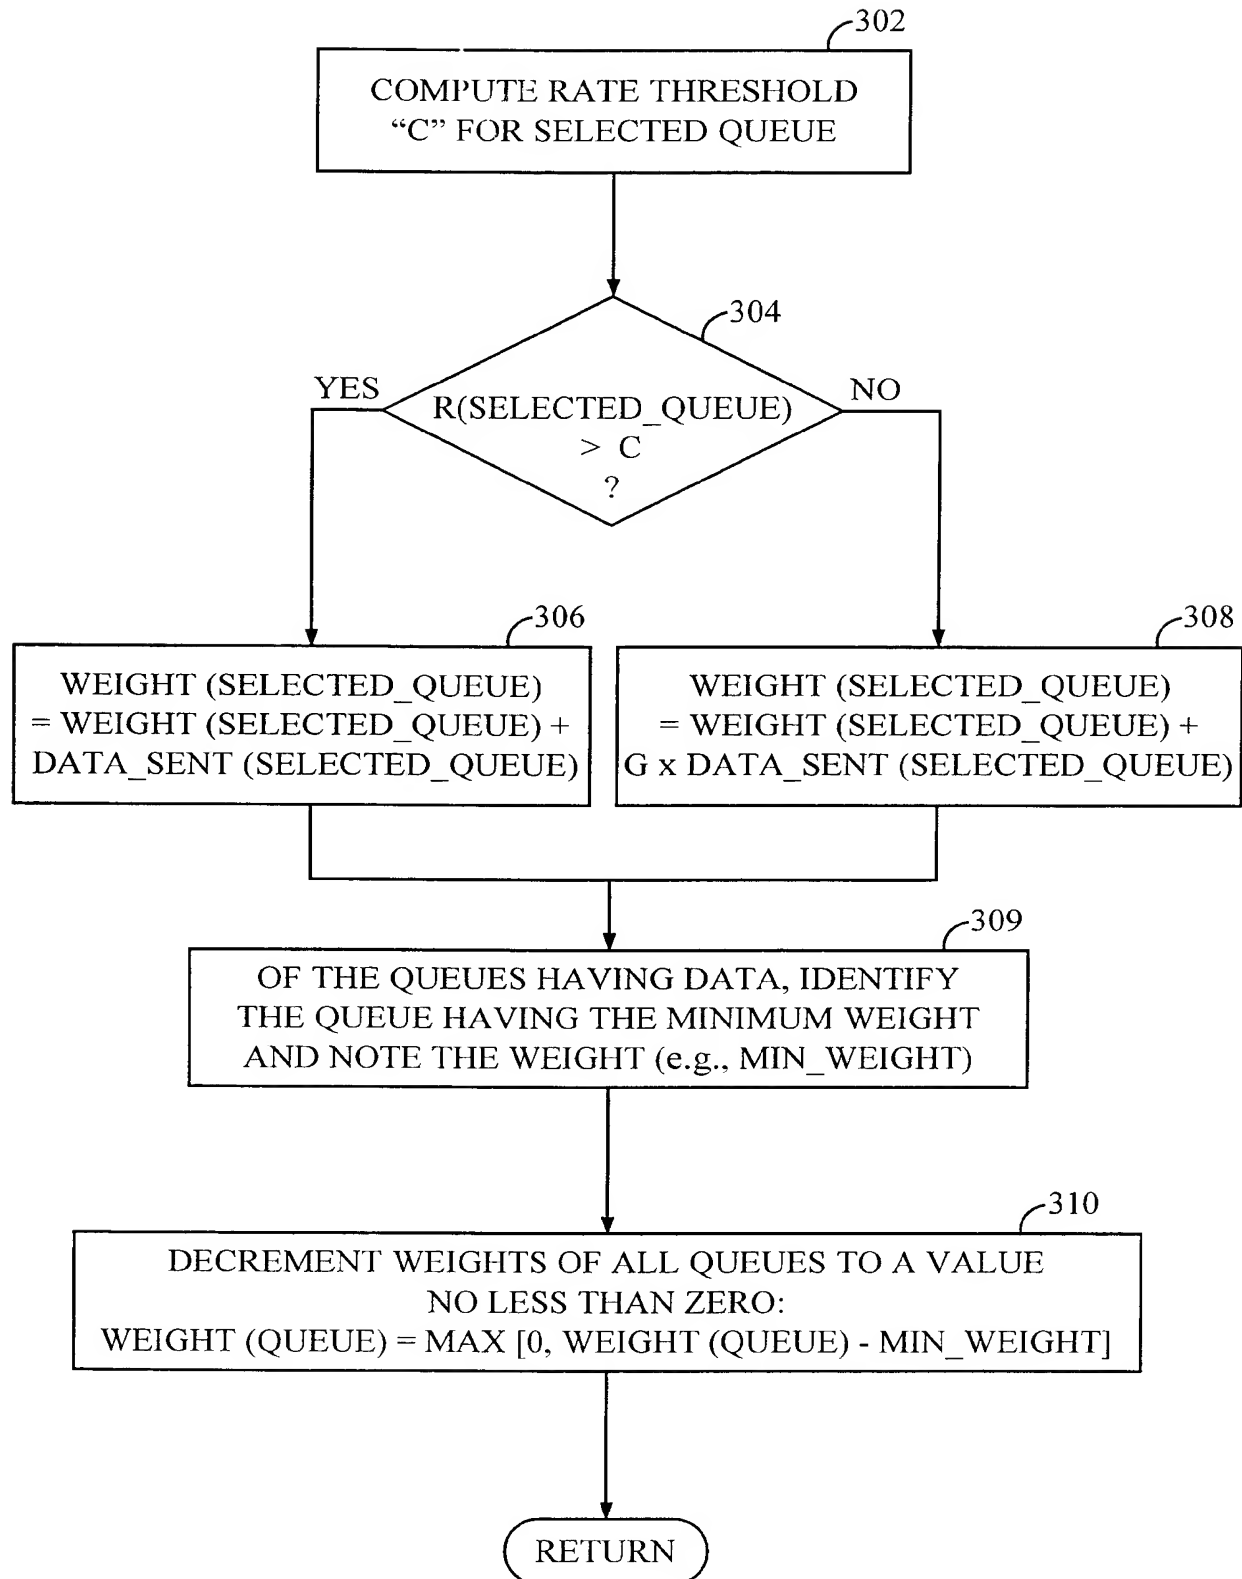 302
COMPUTE RATE THRESHOLD
“C” FOR SELECTED QUEUE
304
YES
NO
R(SELECTED_QUEUE)
> C
?
306
308
WEIGHT (SELECTED_QUEUE)
= WEIGHT (SELECTED_QUEUE) +
DATA_SENT (SELECTED_QUEUE)
WEIGHT (SELECTED_QUEUE)
= WEIGHT (SELECTED_QUEUE) +
G x DATA_SENT (SELECTED_QUEUE)
309
OF THE QUEUES HAVING DATA, IDENTIFY
THE QUEUE HAVING THE MINIMUM WEIGHT
AND NOTE THE WEIGHT (e.g., MIN_WEIGHT)
310
DECREMENT WEIGHTS OF ALL QUEUES TO A VALUE
NO LESS THAN ZERO:
WEIGHT (QUEUE) = MAX [0, WEIGHT (QUEUE) - MIN_WEIGHT]
RETURN